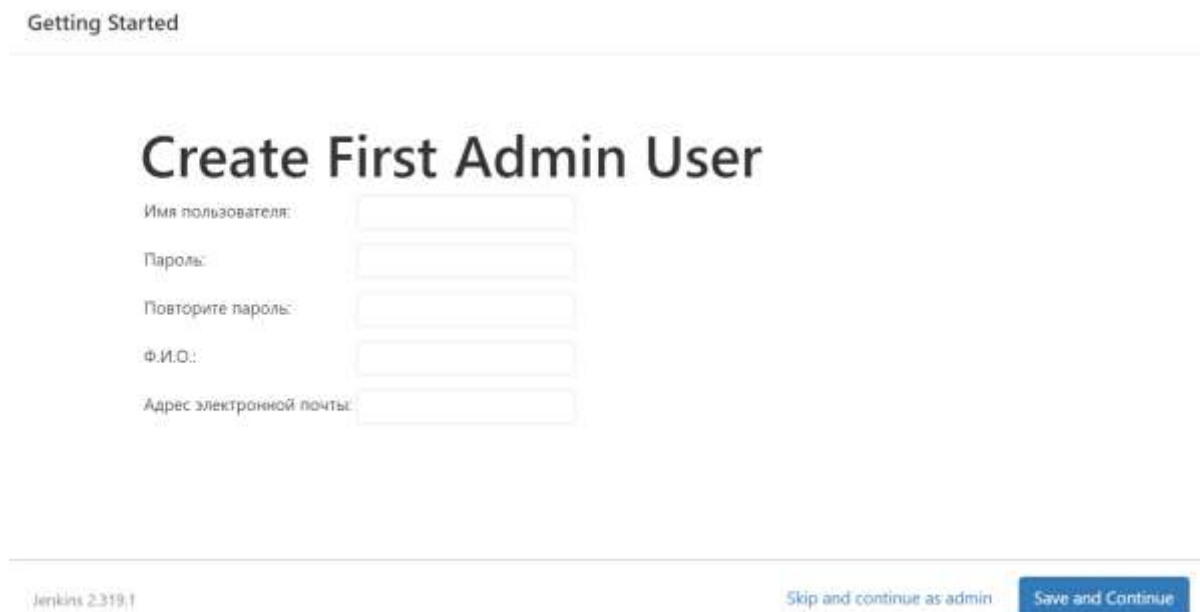 Getting Started
Create First Admin User
Имя пользователя:
Пароль:
Повторите пароль:
Ф.И.О.:
Адрес электронной почты:
Jenkins 2.319.1
Skip and continue as admin
Save and Continue